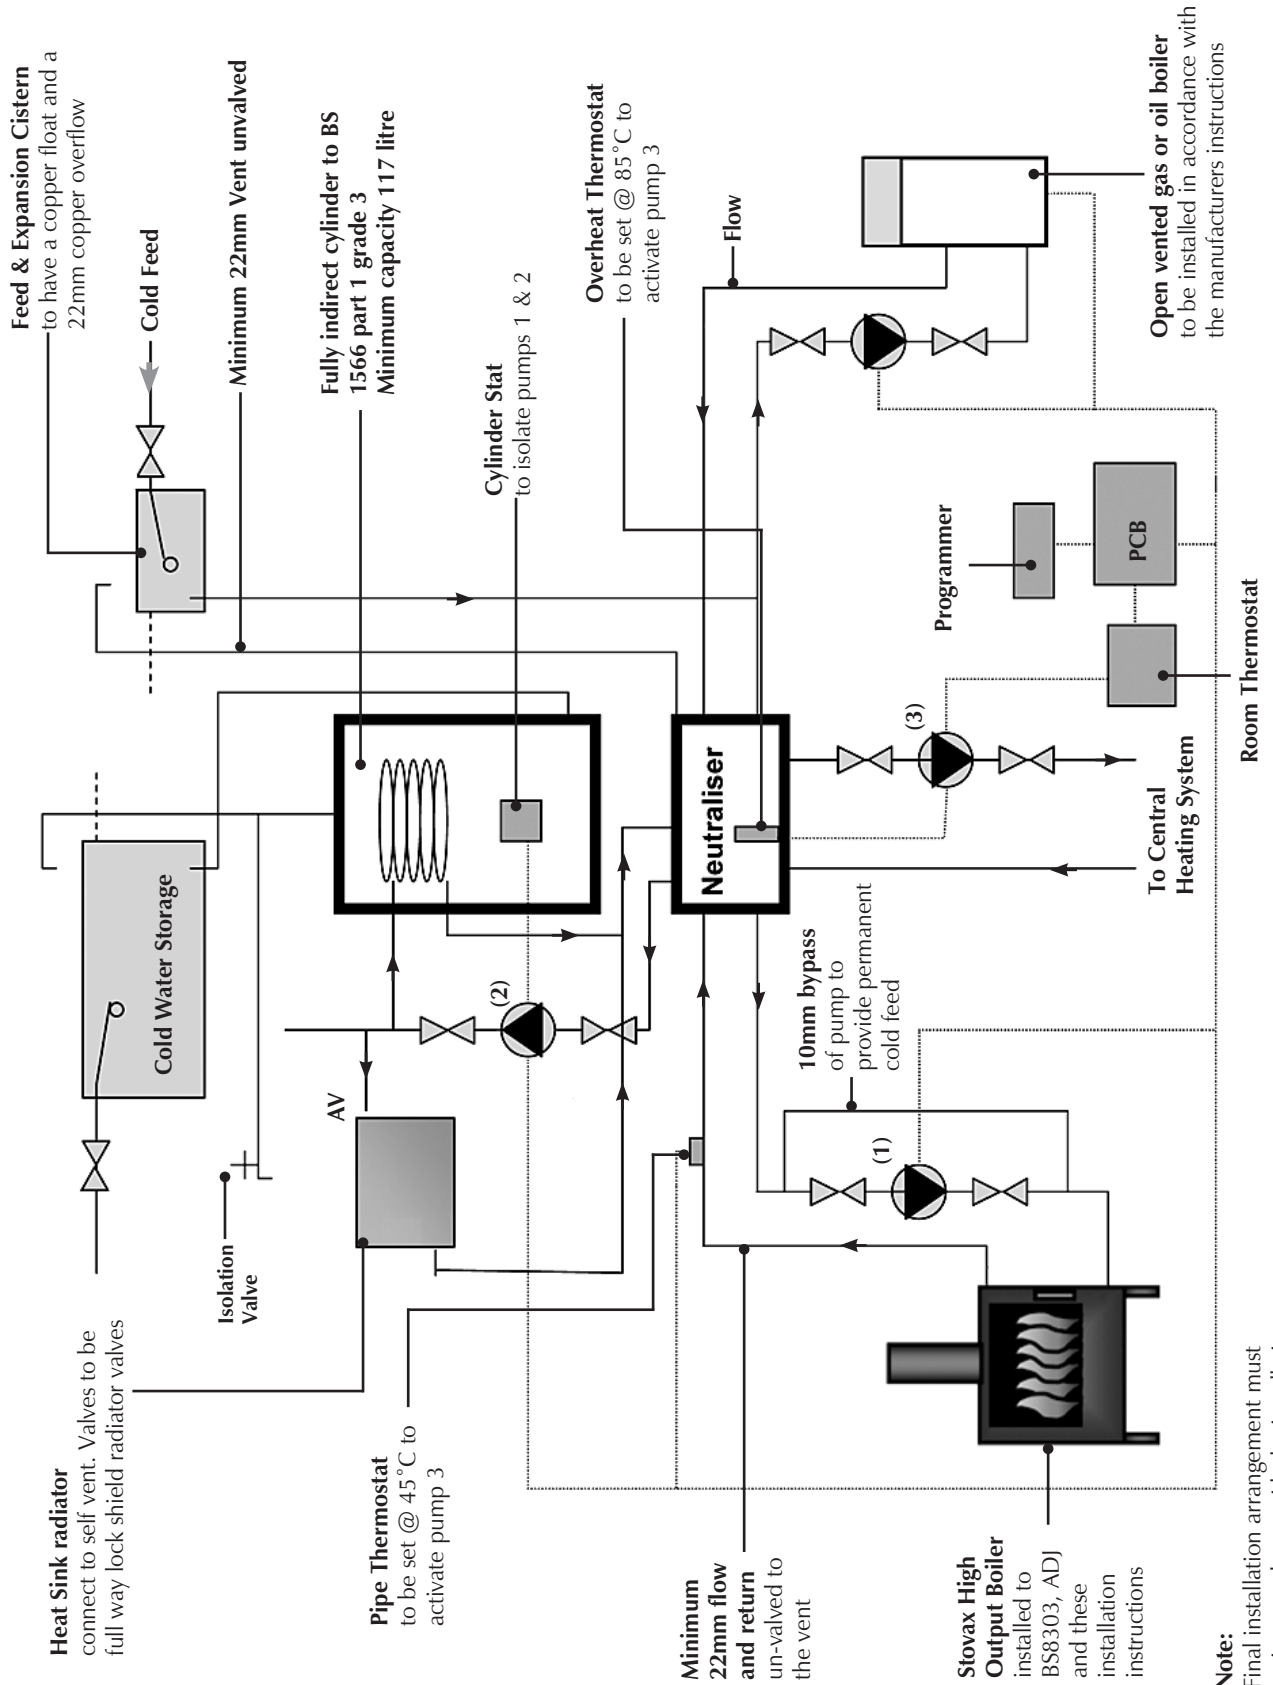 Feed & Expansion Cistern
to have a copper float and a
22mm copper overflow
Cold Feed
Minimum 22mm Vent unvalved
Fully indirect cylinder to BS
1566 part 1 grade 3
Minimum capacity 117 litre
Cylinder Stat
to isolate pumps 1 & 2
Overheat Thermostat
to be set @ 85°C to
activate pump 3
Flow
Open vented gas or oil boiler
to be installed in accordance with
the manufacturers instructions
Cold Water Storage
Isolation
Valve
Heat Sink radiator
connect to self vent. Valves to be
full way lock shield radiator valves
AV
(2)
Pipe Thermostat
to be set @ 45°C to
activate pump 3
Neutraliser
Programmer
PCB
Room Thermostat
(3)
To Central
Heating System
10mm bypass
of pump to
provide permanent
cold feed
(1)
Minimum
22mm flow
and return
un-valved to
the vent
Stovax High
Output Boiler
installed to
BS8303, ADJ
and these
installation
instructions
Note:
Final installation arrangement must